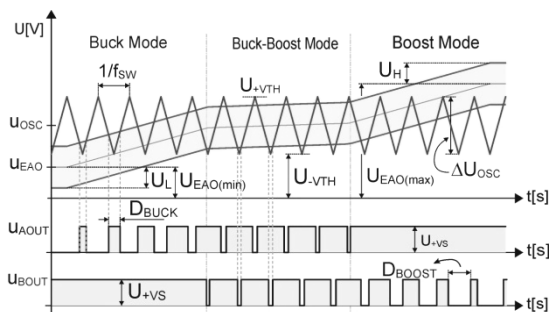 U[V]
Buck Mode
Buck-Boost Mode
Boost Mode
1/fSW
U+VTH
UH
uOSC
uEAO
UL
UEAO(min)
U-VTH
UEAO(max)
ΔUOSC
t[s]
DBUCK
uAOUT
U+VS
t[s]
DBOOST
uBOUT
U+VS
t[s]